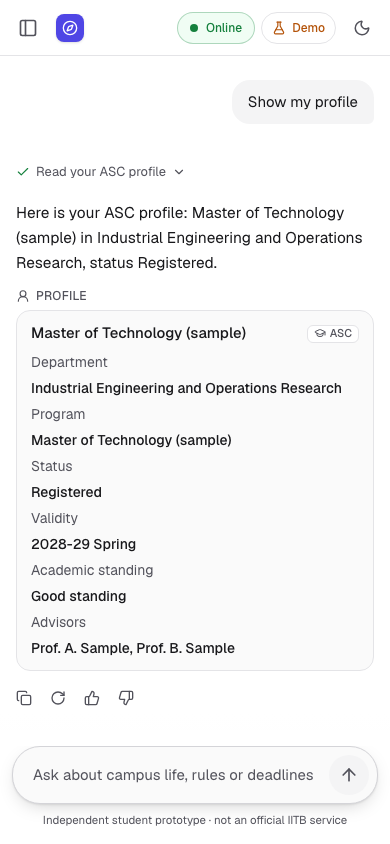 Online
Demo
Show my profile
Read your ASC profile
Here is your ASC profile: Master of Technology
(sample) in Industrial Engineering and Operations
Research, status Registered.
PROFILE
Master of Technology (sample)
ASC
Department
Industrial Engineering and Operations Research
Program
Master of Technology (sample)
Status
Registered
Validity
2028-29 Spring
Academic standing
Good standing
Advisors
Prof. A. Sample, Prof. B. Sample
Ask about campus life, rules or deadlines
Independent student prototype · not an official IITB service